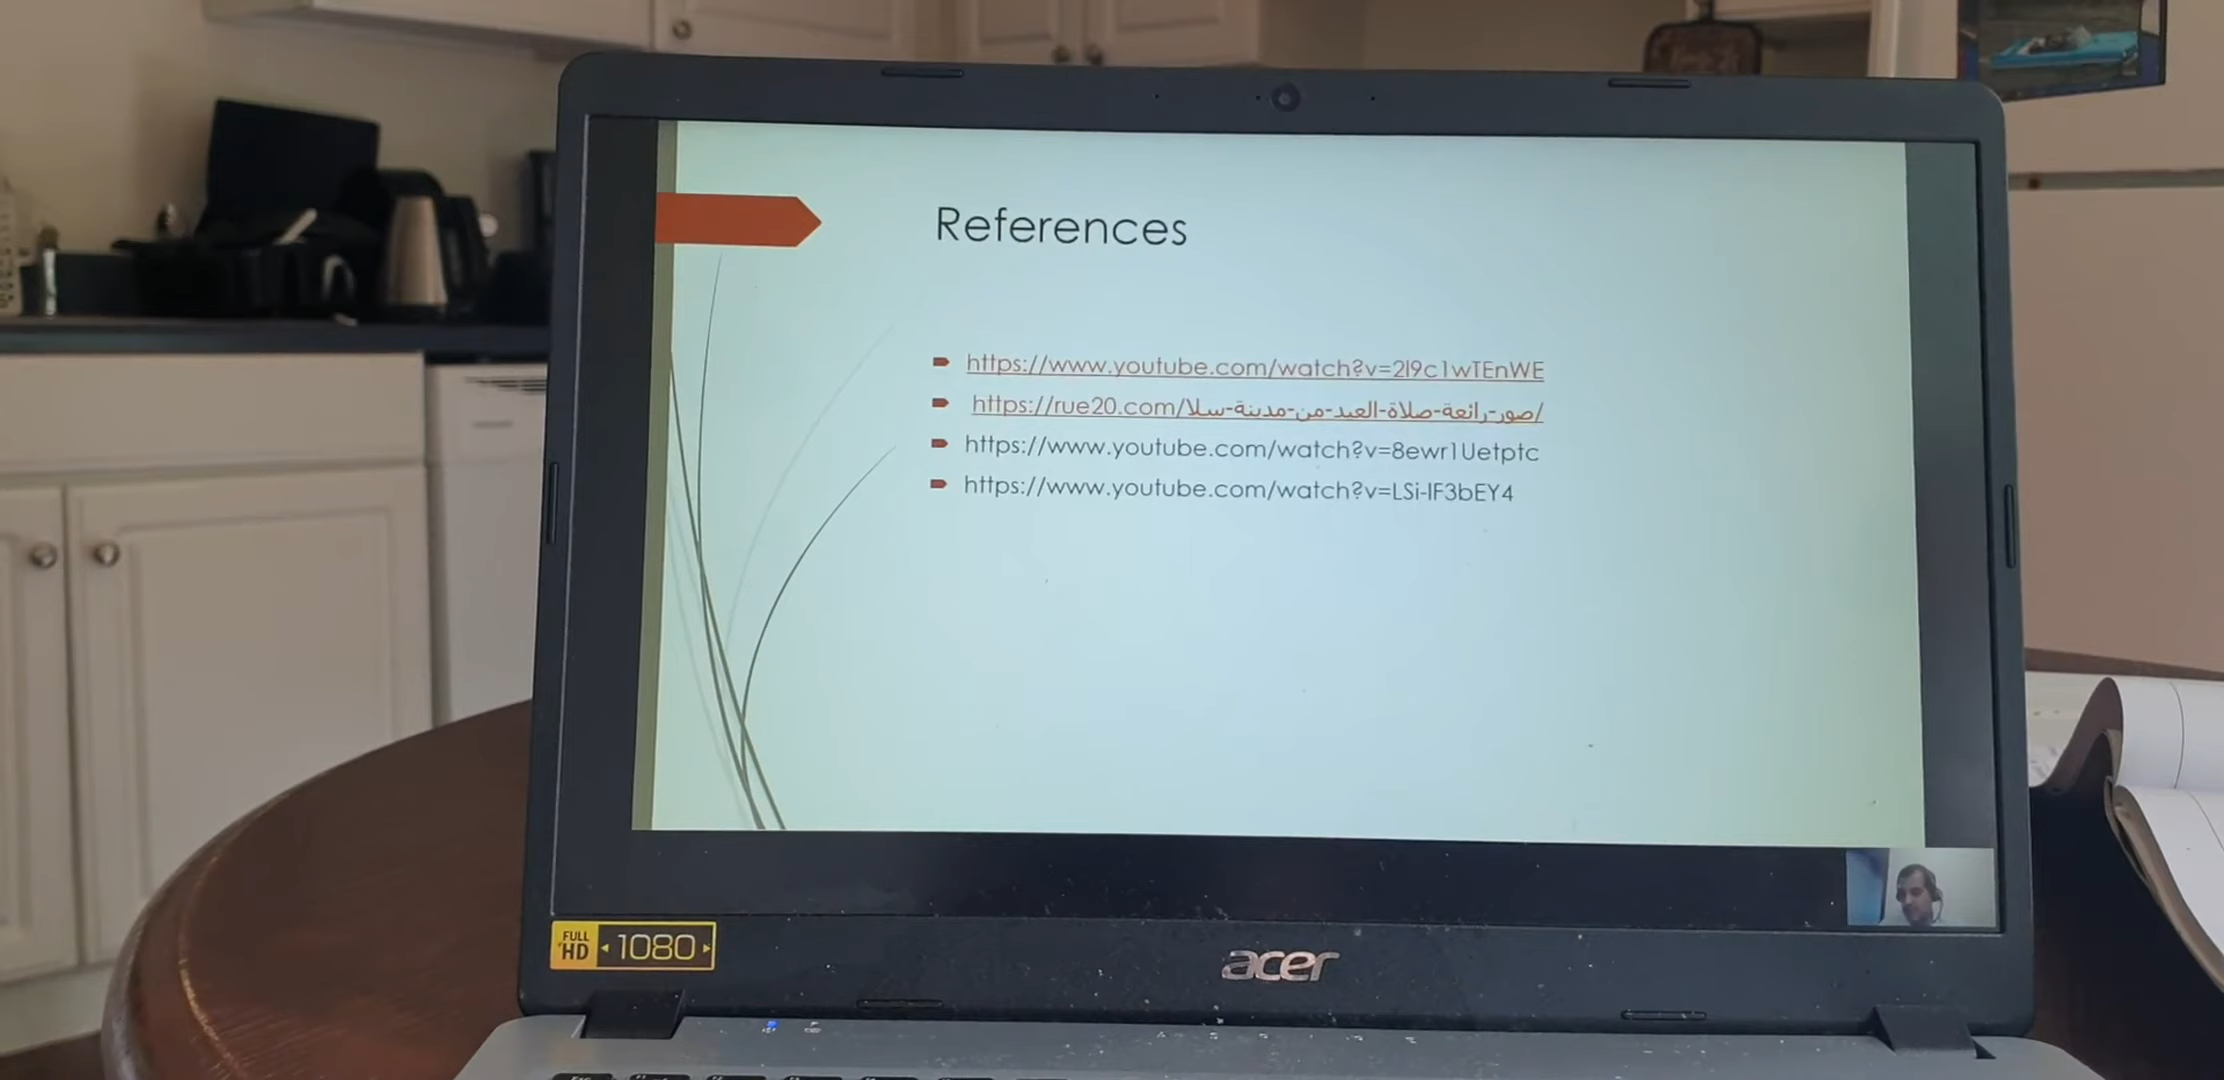 References
https://www.youtube.com/watch?v=2I9c1wTEnWE
https://rue20.com/صور-رائعة-صلاة-العيد-من-مدينة-سلا/
https://www.youtube.com/watch?v=8ewr1Uetptc
https://www.youtube.com/watch?v=LSi-IF3bEY4
FULL HD 1080
acer